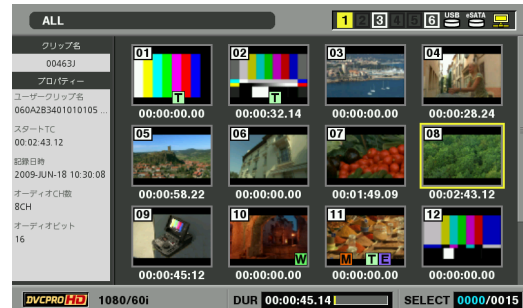 ALL
1 2 3 4 5 6 USB eSATA
クリップ名
00463J
プロパティー
ユーザークリップ名
060A2B3401010105 ...
スタートTC
00:02:43.12
記録日時
2009-JUN-18 10:30:08
オーディオCH数
8CH
オーディオビット
16
01 02 03 04
T T
00:00:00.00 00:00:32.14 00:00:00.00 00:00:28.24
05 06 07 08
00:00:58.22 00:00:00.00 00:01:49.09 00:02:43.12
09 10 11 12
W M T E
00:00:45:12 00:00:00.00 00:00:00.00 00:00:00.00
DVCPRO HD 1080/60i DUR 00:00:45.14 SELECT 0000/0015